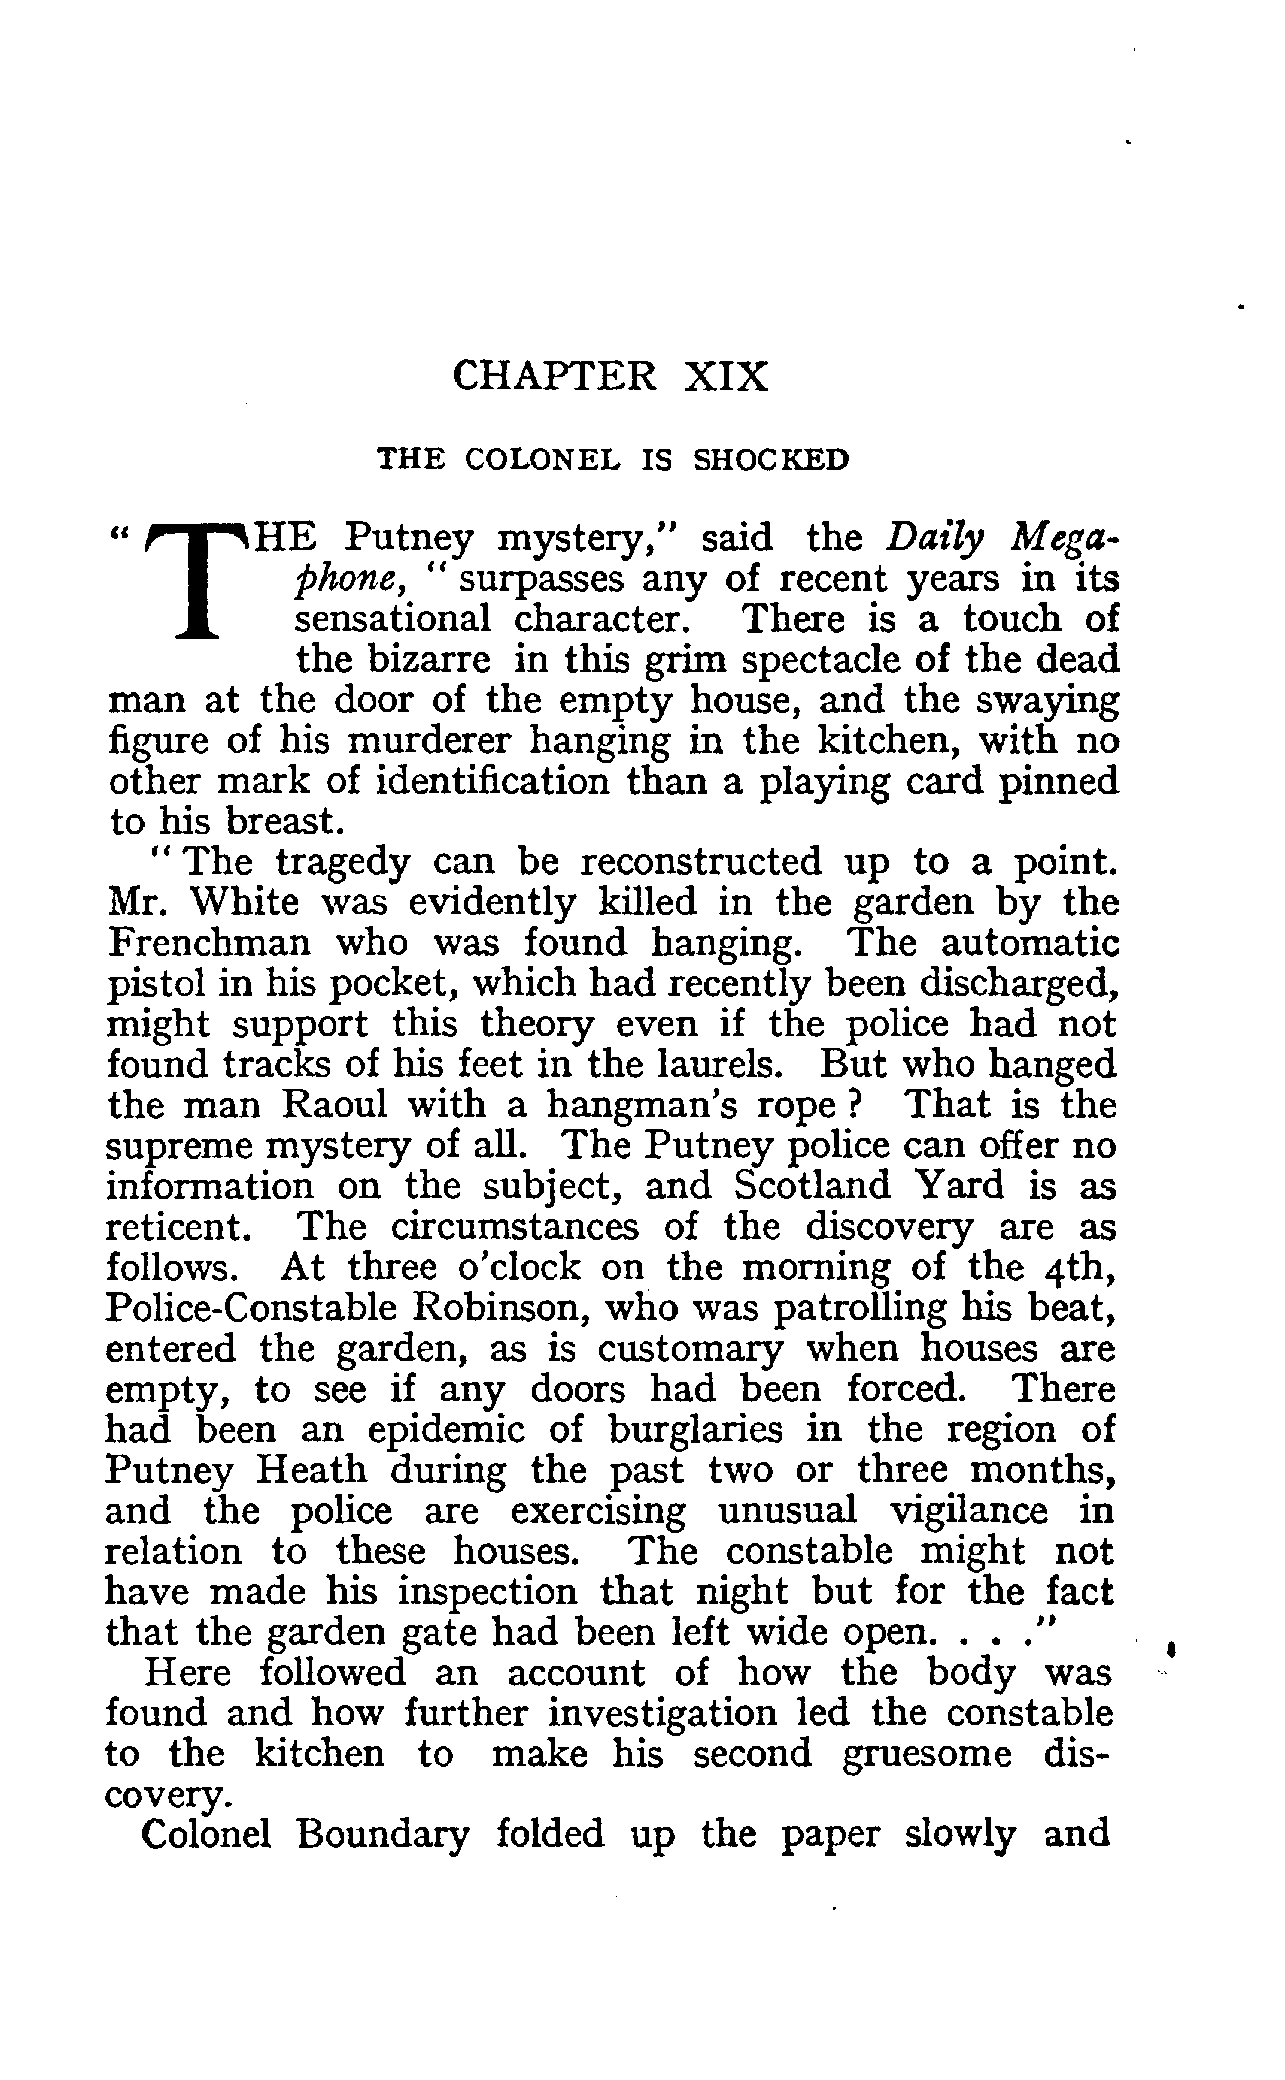 CHAPTER XIX
THE COLONEL IS SHOCKED
" THE Putney mystery," said the Daily Mega-
phone, " surpasses any of recent years in its
sensational character. There is a touch of
the bizarre in this grim spectacle of the dead
man at the door of the empty house, and the swaying
figure of his murderer hanging in the kitchen, with no
other mark of identification than a playing card pinned
to his breast.
" The tragedy can be reconstructed up to a point.
Mr. White was evidently killed in the garden by the
Frenchman who was found hanging. The automatic
pistol in his pocket, which had recently been discharged,
might support this theory even if the police had not
found tracks of his feet in the laurels. But who hanged
the man Raoul with a hangman's rope ? That is the
supreme mystery of all. The Putney police can offer no
information on the subject, and Scotland Yard is as
reticent. The circumstances of the discovery are as
follows. At three o'clock on the morning of the 4th,
Police-Constable Robinson, who was patrolling his beat,
entered the garden, as is customary when houses are
empty, to see if any doors had been forced. There
had been an epidemic of burglaries in the region of
Putney Heath during the past two or three months,
and the police are exercising unusual vigilance in
relation to these houses. The constable might not
have made his inspection that night but for the fact
that the garden gate had been left wide open. . . ."
Here followed an account of how the body was
found and how further investigation led the constable
to the kitchen to make his second gruesome dis-
covery.
Colonel Boundary folded up the paper slowly and